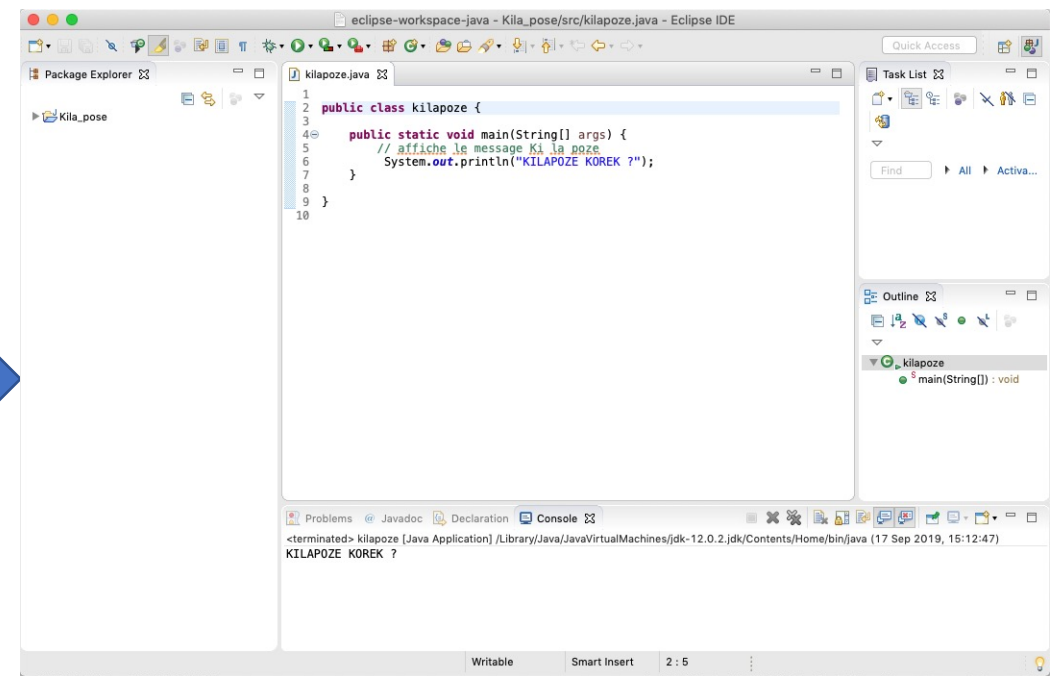 eclipse-workspace-java - Kila_pose/src/kilapoze.java - Eclipse IDE
Quick Access
Package Explorer
Kila_pose
kilapoze.java
1
2 public class kilapoze {
3
4 public static void main(String[] args) {
5 // affiche le message Ki la poze
6 System.out.println("KILAPOZE KOREK ?");
7 }
8
9 }
10
Task List
Find All Activa...
Outline
kilapoze
main(String[]) : void
Problems @ Javadoc Declaration Console
<terminated> kilapoze [Java Application] /Library/Java/JavaVirtualMachines/jdk-12.0.2.jdk/Contents/Home/bin/java (17 Sep 2019, 15:12:47)
KILAPOZE KOREK ?
Writable Smart Insert 2 : 5